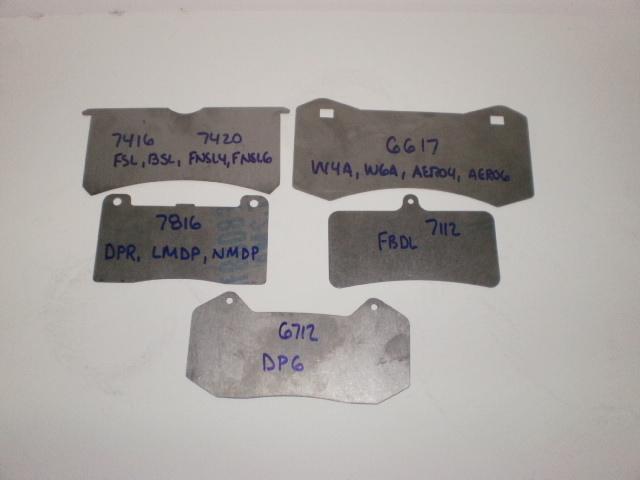 7416 7420
FSL, BSL, FNSL4, FNSL6
6617
W4A, W6A, AERO4, AERO6
7816
DPR, LMDP, NMDP
7112
FBDL
6712
DP6